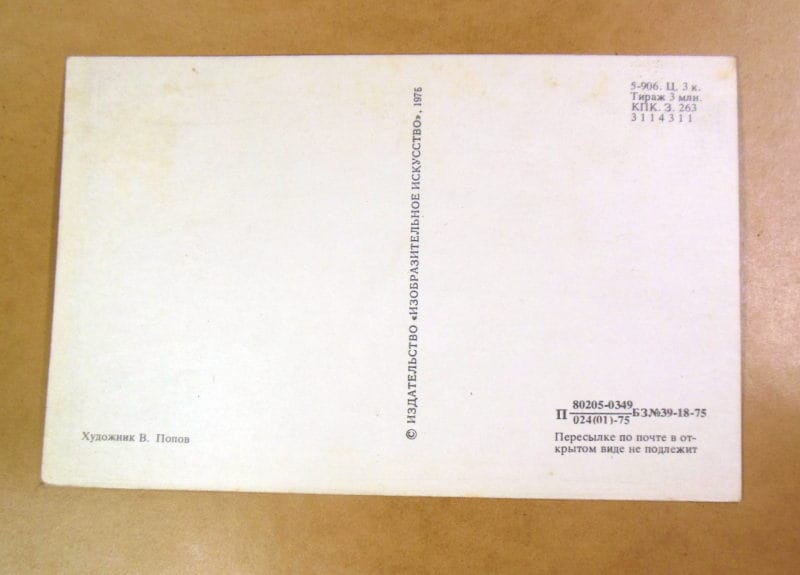 5-906. Ц. 3 к.
Тираж 3 млн.
КПК. З. 263
3114311
© ИЗДАТЕЛЬСТВО «ИЗОБРАЗИТЕЛЬНОЕ ИСКУССТВО», 1976
Художник В. Попов
П 80205-0349 БЗ№39-18-75
024(01)-75
Пересылке по почте в от-
крытом виде не подлежит